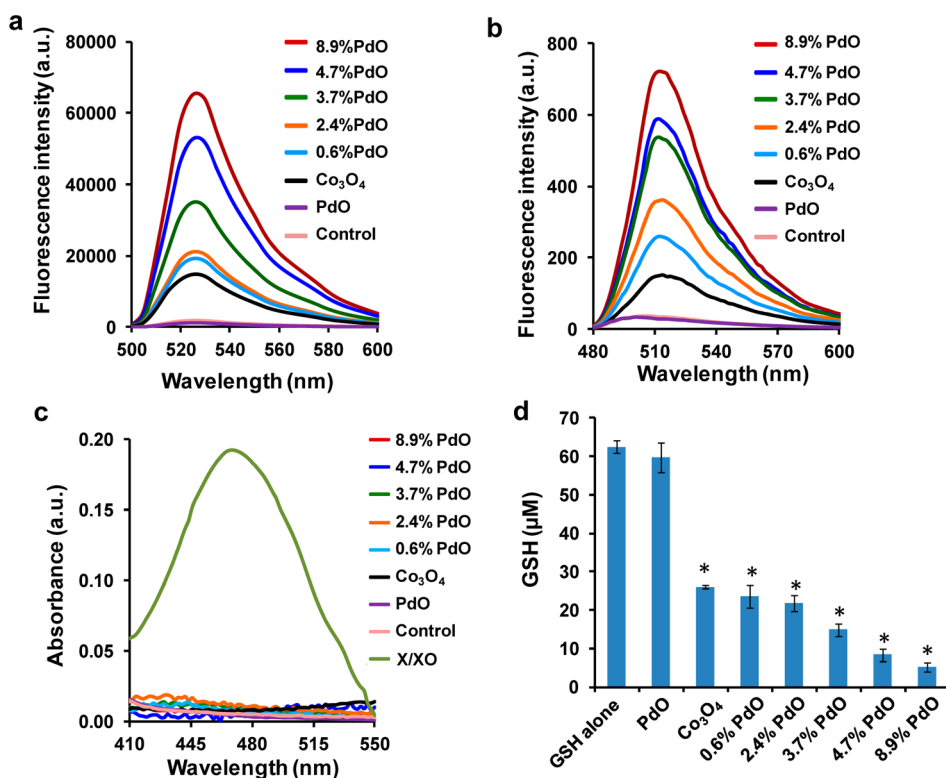 a
Fluorescence intensity (a.u.)
80000
60000
40000
20000
0
500
520
540
560
580
600
Wavelength (nm)
8.9%PdO
4.7%PdO
3.7%PdO
2.4%PdO
0.6%PdO
Co₃O₄
PdO
Control
b
Fluorescence intensity (a.u.)
800
600
400
200
0
480
510
540
570
600
Wavelength (nm)
8.9% PdO
4.7% PdO
3.7% PdO
2.4% PdO
0.6% PdO
Co₃O₄
PdO
Control
c
Absorbance (a.u.)
0.20
0.15
0.10
0.05
0.00
410
445
480
515
550
Wavelength (nm)
8.9% PdO
4.7% PdO
3.7% PdO
2.4% PdO
0.6% PdO
Co₃O₄
PdO
Control
X/XO
d
GSH (µM)
70
60
50
40
30
20
10
0
*
*
*
*
*
*
GSH alone
PdO
Co₃O₄
0.6% PdO
2.4% PdO
3.7% PdO
4.7% PdO
8.9% PdO